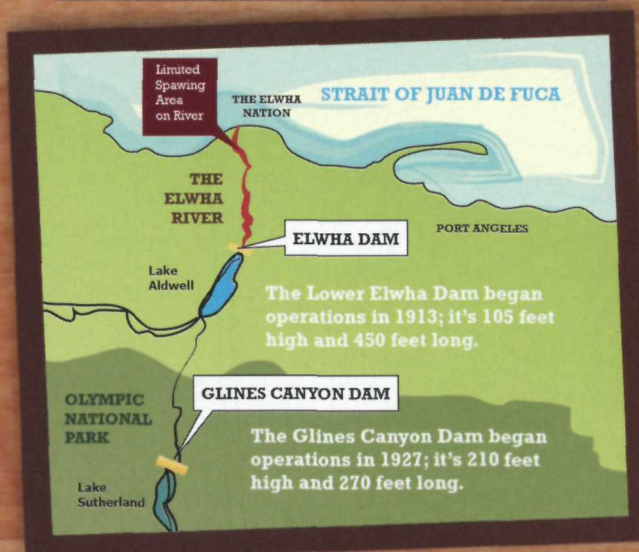 Limited
Spawing
Area
on River
THE ELWHA
NATION
STRAIT OF JUAN DE FUCA
THE
ELWHA
RIVER
ELWHA DAM
PORT ANGELES
Lake
Aldwell
The Lower Elwha Dam began
operations in 1913; it's 105 feet
high and 450 feet long.
OLYMPIC
NATIONAL
PARK
GLINES CANYON DAM
The Glines Canyon Dam began
operations in 1927; it's 210 feet
high and 270 feet long.
Lake
Sutherland